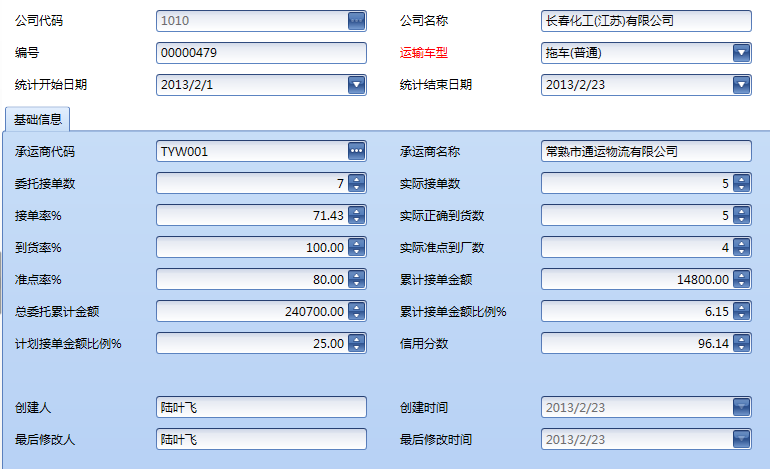 公司代码 1010 公司名称 长春化工(江苏)有限公司
编号 00000479 运输车型 拖车(普通)
统计开始日期 2013/2/1 统计结束日期 2013/2/23
基础信息
承运商代码 TYW001 承运商名称 常熟市通运物流有限公司
委托接单数 7 实际接单数 5
接单率% 71.43 实际正确到货数 5
到货率% 100.00 实际准点到厂数 4
准点率% 80.00 累计接单金额 14800.00
总委托累计金额 240700.00 累计接单金额比例% 6.15
计划接单金额比例% 25.00 信用分数 96.14
创建人 陆叶飞 创建时间 2013/2/23
最后修改人 陆叶飞 最后修改时间 2013/2/23